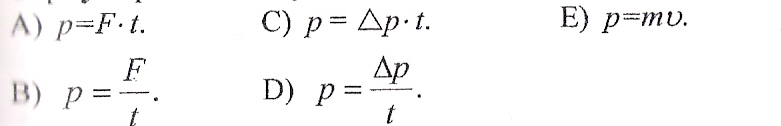 A) p=F·t. C) p = △p·t. E) p=mυ.
B) p = F/t. D) p = Δp/t.